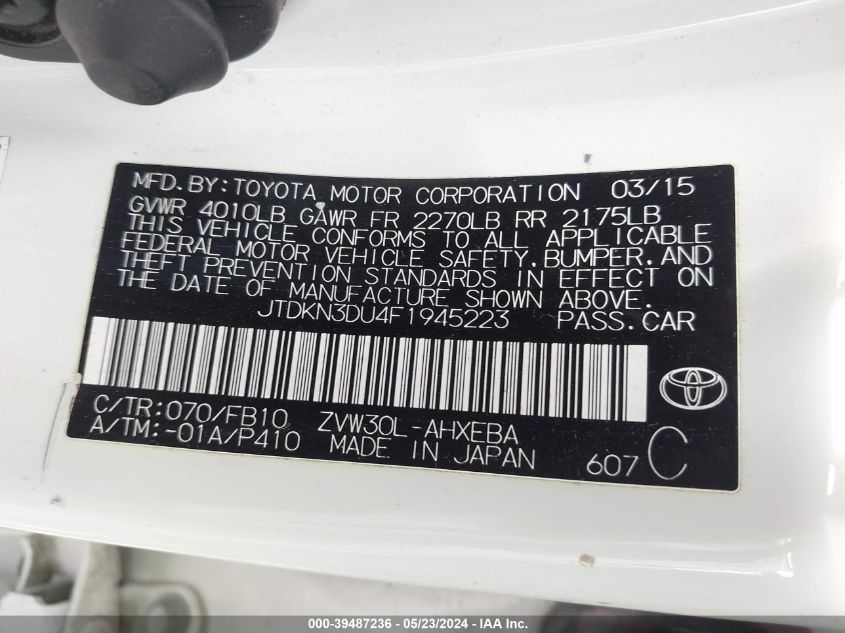 MFD.BY:TOYOTA MOTOR CORPORATION 03/15
GVWR 4010LB GAWR FR 2270LB RR 2175LB
THIS VEHICLE CONFORMS TO ALL APPLICABLE
FEDERAL MOTOR VEHICLE SAFETY,BUMPER,AND
THEFT PREVENTION STANDARDS IN EFFECT ON
THE DATE OF MANUFACTURE SHOWN ABOVE.
JTDKN3DU4F1945223 PASS.CAR
C/TR:070/FB10 ZVW30L-AHXEBA
A/TM:-01A/P410 MADE IN JAPAN 607 C
000-39487236 - 05/23/2024 - IAA Inc.